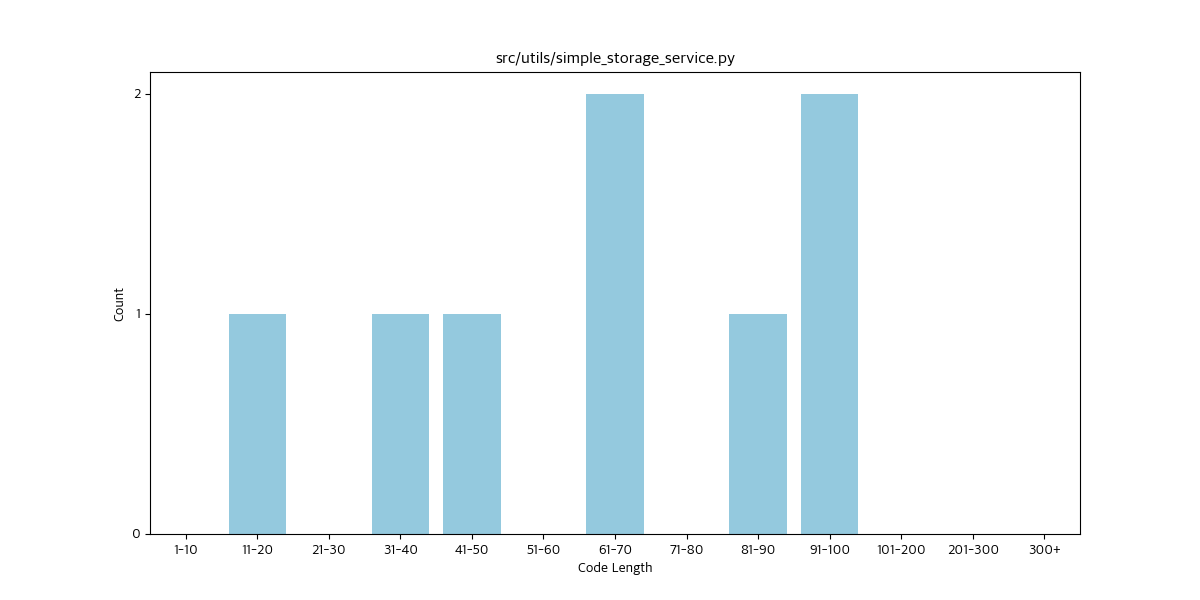 src/utils/simple_storage_service.py
2
1
0
Count
1-10 11-20 21-30 31-40 41-50 51-60 61-70 71-80 81-90 91-100 101-200 201-300 300+
Code Length